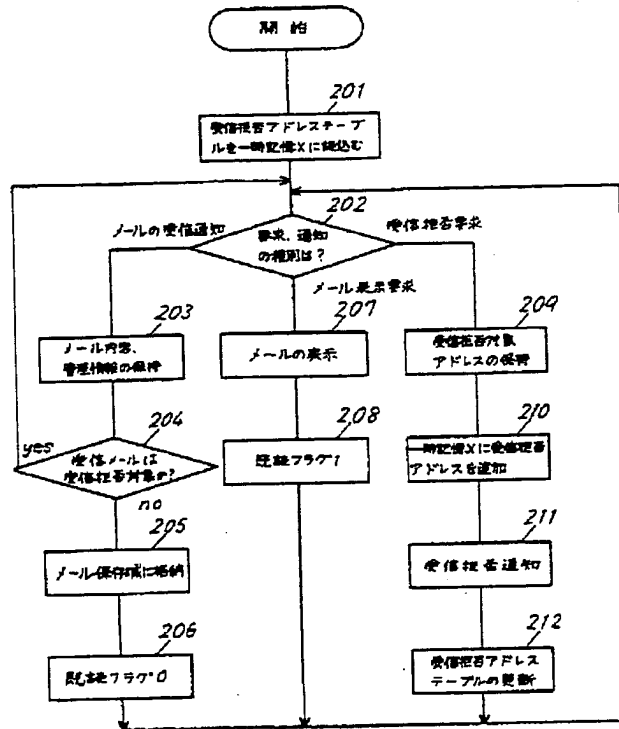 開始
201
受信拒否アドレステーブ
ルを一時記憶Xに読込む
202
メールの受信通知
要求、通知
の種別は?
受信拒否要求
メール表示要求
203
メール内容、
管理情報の保持
207
メールの表示
209
受信拒否対象
アドレスの保持
204
yes
受信メールは
受信拒否対象か?
no
208
既読フラグ1
210
一時記憶Xに受信拒否
アドレスを追加
205
メール保存域に格納
211
受信拒否通知
206
既読フラグ0
212
受信拒否アドレス
テーブルの更新